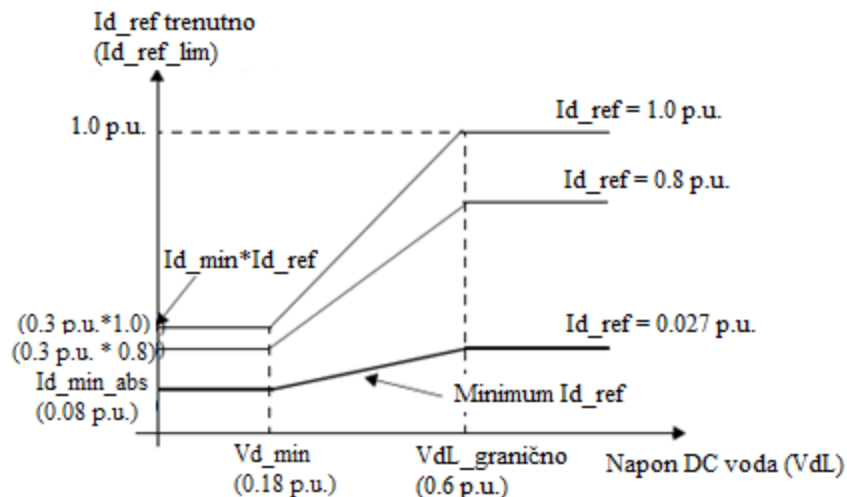 Id_ref trenutno
(Id_ref_lim)
1.0 p.u.
Id_ref = 1.0 p.u.
Id_ref = 0.8 p.u.
Id_min*Id_ref
(0.3 p.u.*1.0)
(0.3 p.u. * 0.8)
Id_ref = 0.027 p.u.
Id_min_abs
(0.08 p.u.)
Minimum Id_ref
Vd_min
(0.18 p.u.)
VdL_granično
(0.6 p.u.)
Napon DC voda (VdL)